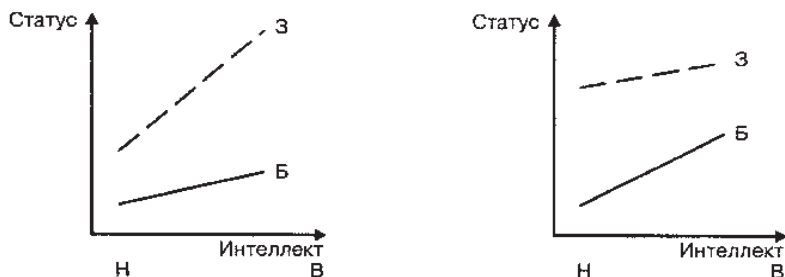 Статус
З
Б
Интеллект
Н В
Статус
З
Б
Интеллект
Н В